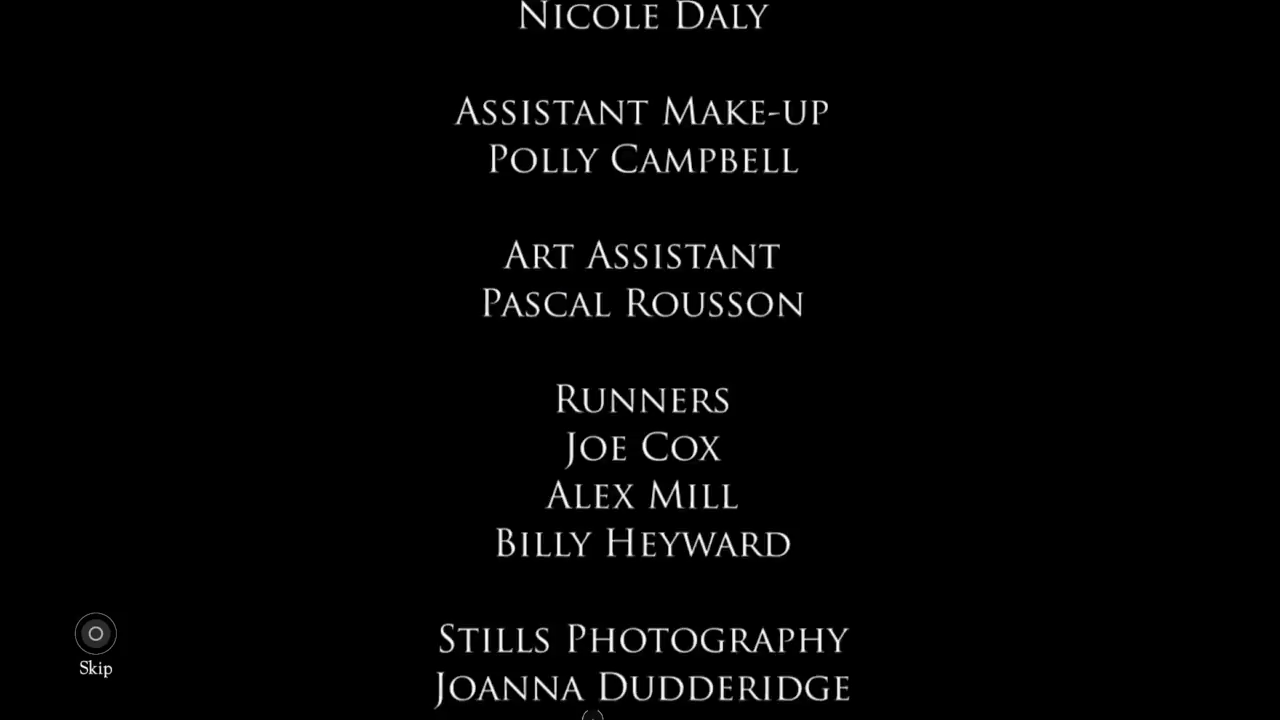 Nicole Daly
Assistant Make-up
Polly Campbell
Art Assistant
Pascal Rousson
Runners
Joe Cox
Alex Mill
Billy Heyward
Stills Photography
Joanna Dudderidge
Skip